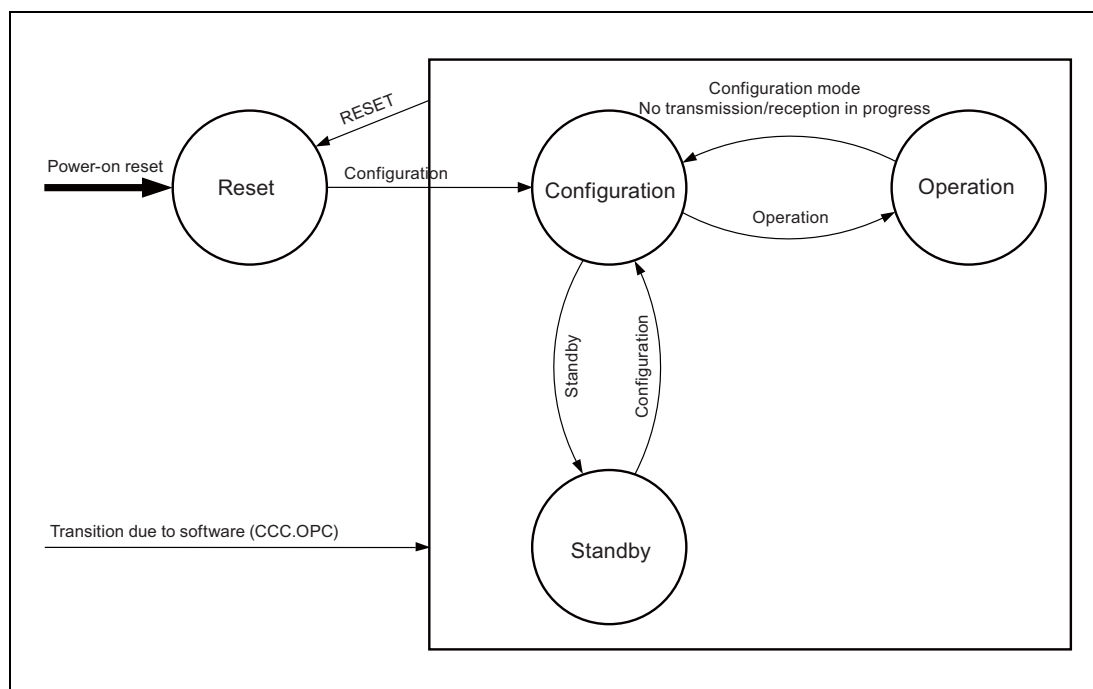 Configuration mode
No transmission/reception in progress
RESET
Power-on reset
Reset
Configuration
Configuration
Operation
Operation
Standby
Configuration
Transition due to software (CCC.OPC)
Standby